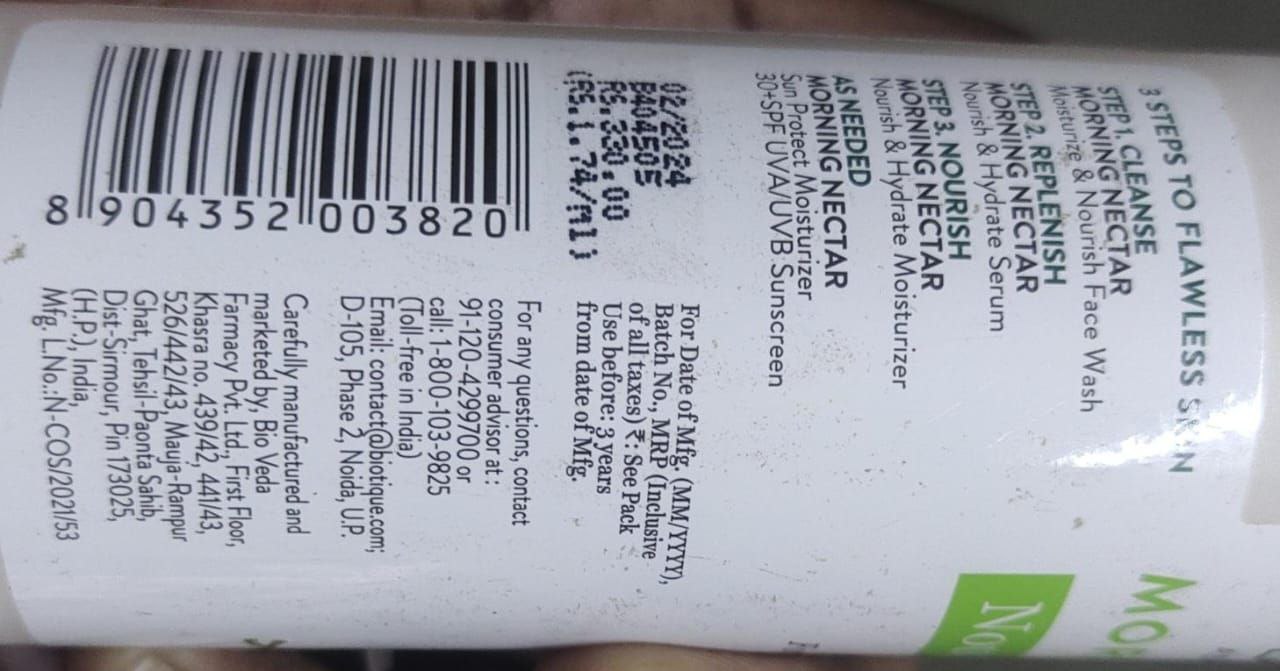 3 STEPS TO FLAWLESS SKIN
STEP 1. CLEANSE
MORNING NECTAR
Moisturize & Nourish Face Wash
STEP 2. REPLENISH
MORNING NECTAR
Nourish & Hydrate Serum
STEP 3. NOURISH
MORNING NECTAR
Nourish & Hydrate Moisturizer
AS NEEDED
MORNING NECTAR
Sun Protect Moisturizer
30+SPF UVA/UVB Sunscreen
02/2024
B404505
RS.330.00
(RS.1.74/ml)
For Date of Mfg. (MM/YYYY),
Batch No., MRP (Inclusive
of all taxes) ₹: See Pack
Use before: 3 years
from date of Mfg.
For any questions, contact
consumer advisor at :
91-120-4299700 or
call: 1-800-103-9825
(Toll-free in India)
Email: contact@biotique.com;
D-105, Phase 2, Noida, U.P.
Carefully manufactured and
marketed by, Bio Veda
Farmacy Pvt. Ltd., First Floor,
Khasra no. 439/42, 441/43,
526/442/43, Mauja-Rampur
Ghat, Tehsil-Paonta Sahib,
Dist-Sirmour, Pin 173025,
(H.P.), India,
Mfg. L.No.:N-COS/2021/53
8 904352 003820